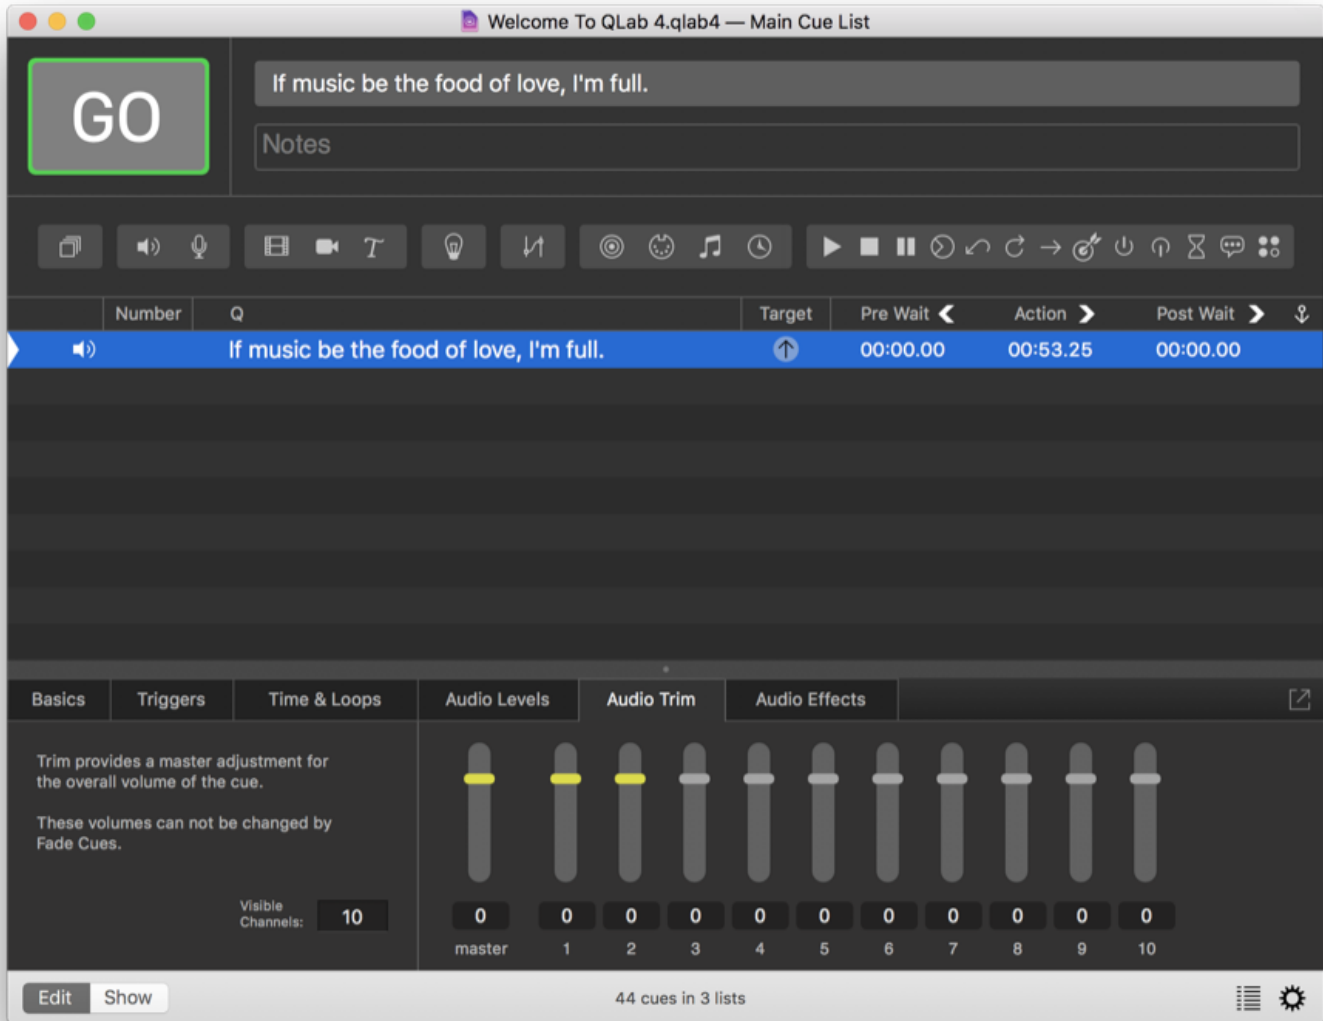 Welcome To QLab 4.qlab4 — Main Cue List
GO
If music be the food of love, I'm full.
Notes
Number Q Target Pre Wait Action Post Wait
If music be the food of love, I'm full. 00:00.00 00:53.25 00:00.00
Basics Triggers Time & Loops Audio Levels Audio Trim Audio Effects
Trim provides a master adjustment for
the overall volume of the cue.
These volumes can not be changed by
Fade Cues.
Visible
Channels: 10
0 0 0 0 0 0 0 0 0 0 0
master 1 2 3 4 5 6 7 8 9 10
Edit Show 44 cues in 3 lists